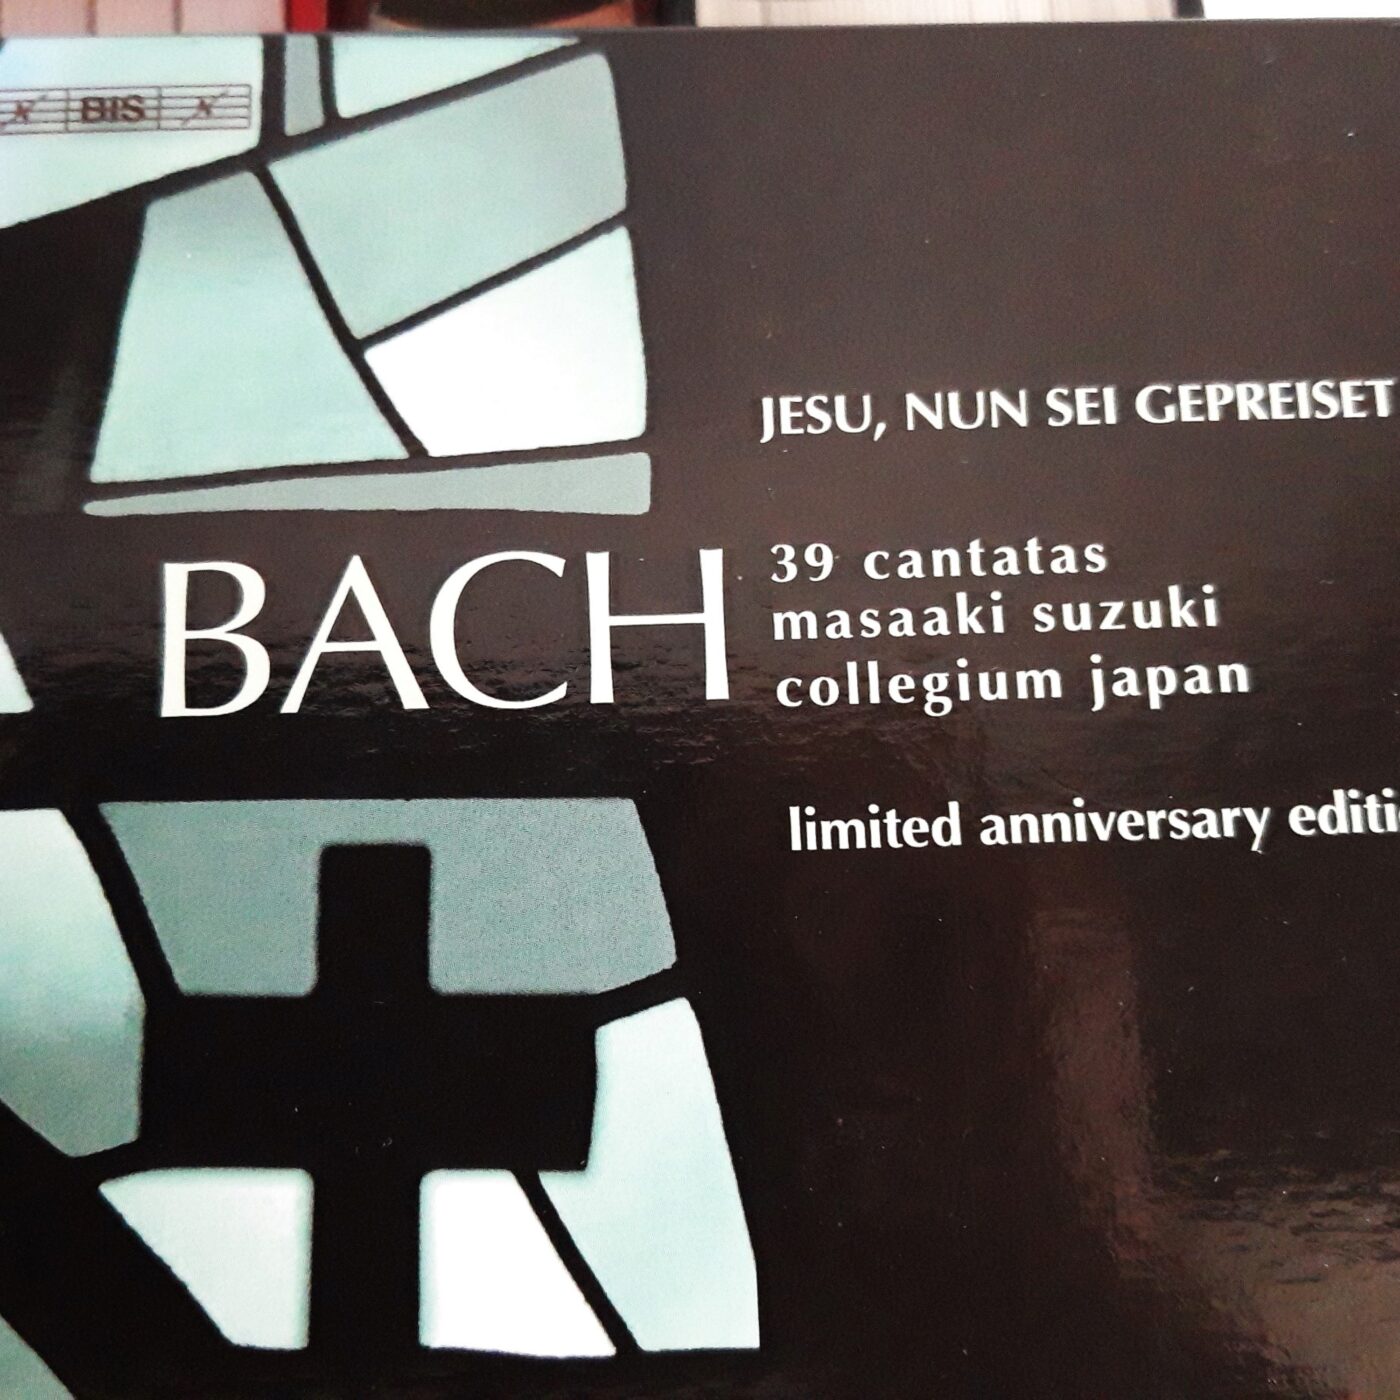 BIS
JESU, NUN SEI GEPREISET
BACH
39 cantatas
masaaki suzuki
collegium japan
limited anniversary editi